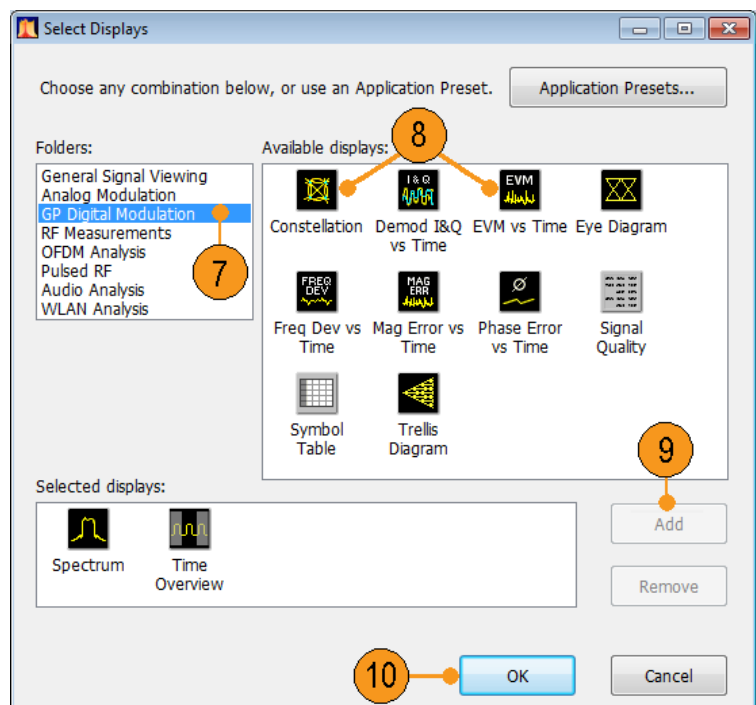 Select Displays
Choose any combination below, or use an Application Preset.
Application Presets...
Folders:
General Signal Viewing
Analog Modulation
GP Digital Modulation
RF Measurements
OFDM Analysis
Pulsed RF
Audio Analysis
WLAN Analysis
7
Available displays:
8
I & Q
EVM
Constellation
Demod I&Q
vs Time
EVM vs Time
Eye Diagram
FREQ
DEV
MAG
ERR
Ø
Freq Dev vs
Time
Mag Error vs
Time
Phase Error
vs Time
Signal
Quality
Symbol
Table
Trellis
Diagram
9
Selected displays:
Spectrum
Time
Overview
Add
Remove
10
OK
Cancel